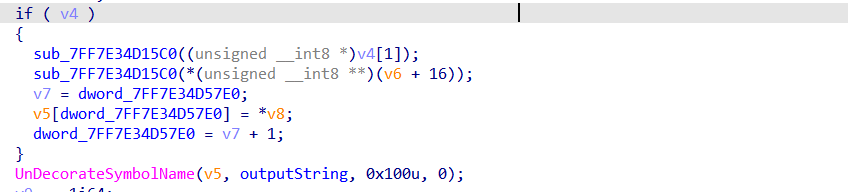 if ( v4 )
{
sub_7FF7E34D15C0((unsigned __int8 *)v4[1]);
sub_7FF7E34D15C0(*(unsigned __int8 **)(v6 + 16));
v7 = dword_7FF7E34D57E0;
v5[dword_7FF7E34D57E0] = *v8;
dword_7FF7E34D57E0 = v7 + 1;
}
UnDecorateSymbolName(v5, outputString, 0x100u, 0);